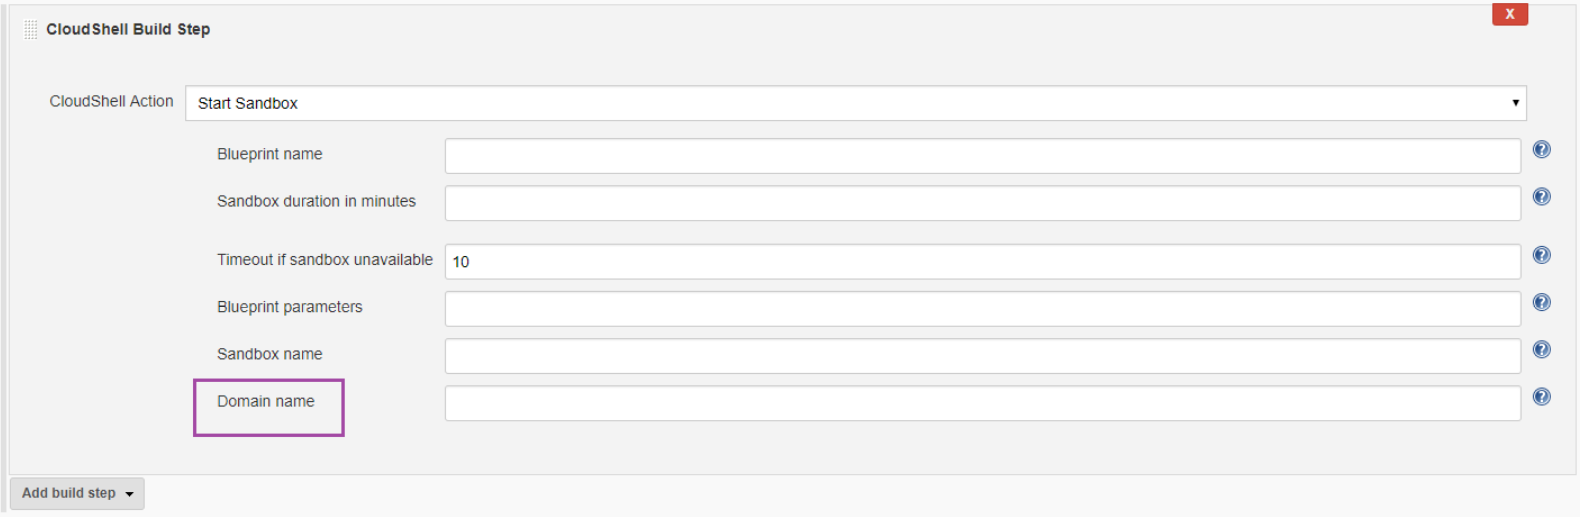 CloudShell Build Step
X
CloudShell Action
Start Sandbox
Blueprint name
Sandbox duration in minutes
Timeout if sandbox unavailable
10
Blueprint parameters
Sandbox name
Domain name
Add build step